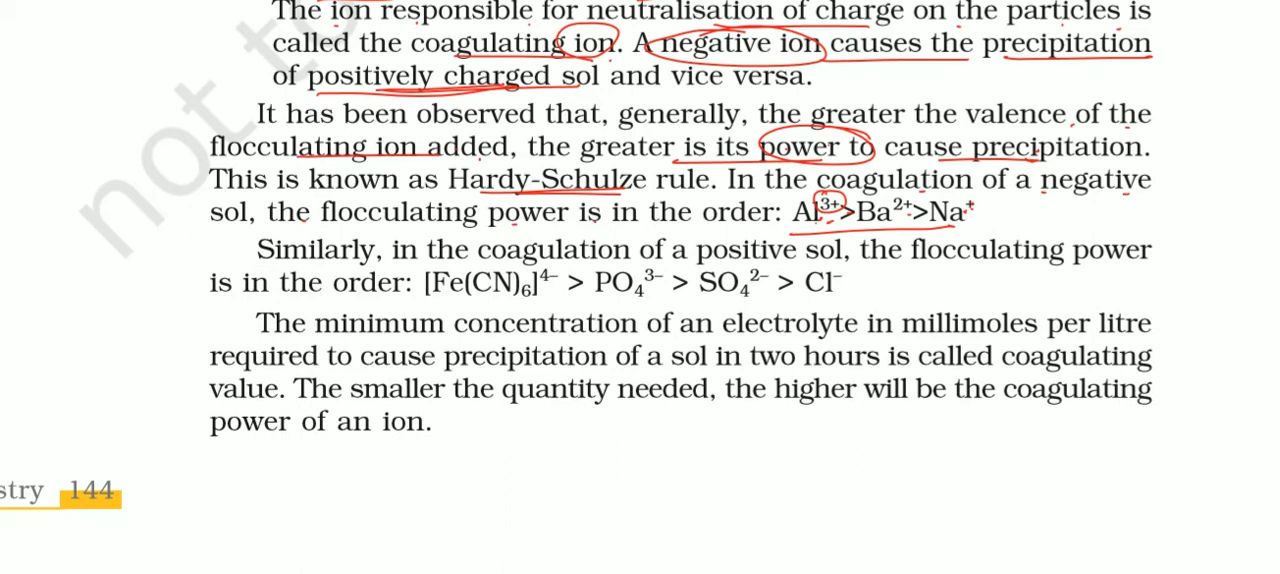 The ion responsible for neutralisation of charge on the particles is
called the coagulating ion. A negative ion causes the precipitation
of positively charged sol and vice versa.
It has been observed that, generally, the greater the valence of the
flocculating ion added, the greater is its power to cause precipitation.
This is known as Hardy-Schulze rule. In the coagulation of a negative
sol, the flocculating power is in the order: Al³⁺>Ba²⁺>Na⁺
Similarly, in the coagulation of a positive sol, the flocculating power
is in the order: [Fe(CN)₆]⁴⁻ > PO₄³⁻ > SO₄²⁻ > Cl⁻
The minimum concentration of an electrolyte in millimoles per litre
required to cause precipitation of a sol in two hours is called coagulating
value. The smaller the quantity needed, the higher will be the coagulating
power of an ion.
stry 144
not t